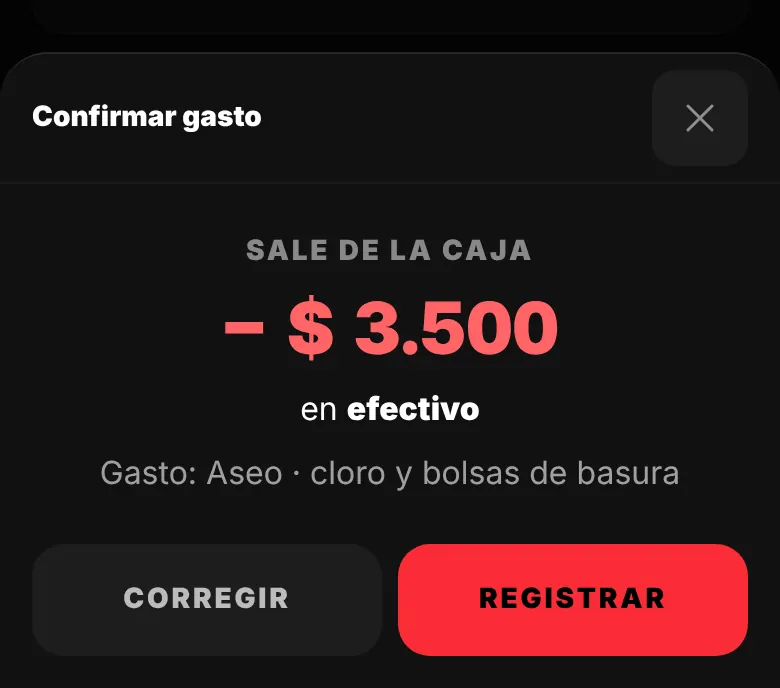 Confirmar gasto
SALE DE LA CAJA
− $ 3.500
en efectivo
Gasto: Aseo · cloro y bolsas de basura
CORREGIR
REGISTRAR